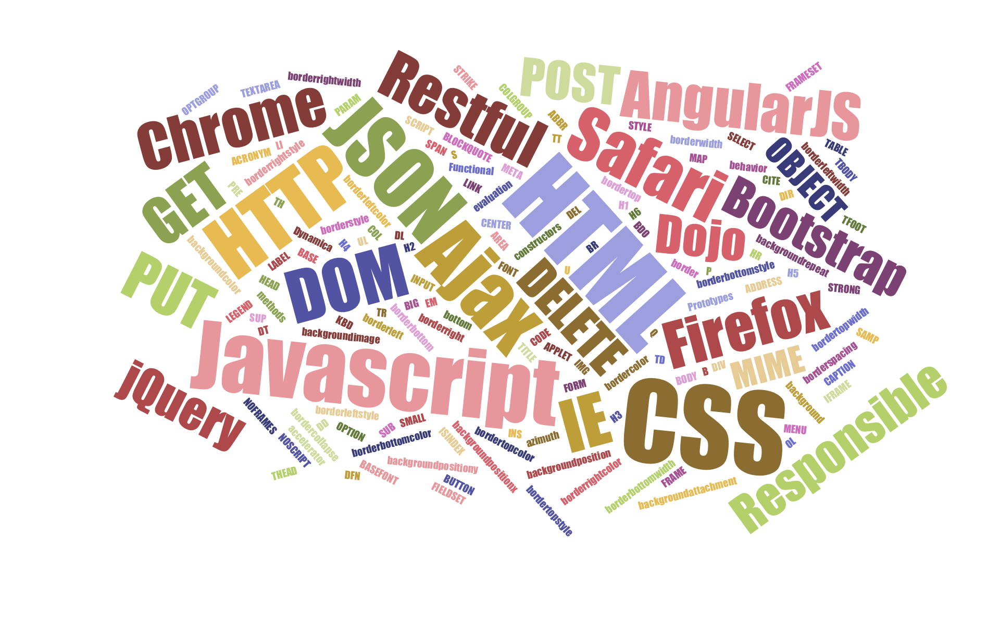 FRAMESET
STRIKE
POST
AngularJS
borderrightwidth
TEXTAREA
OPTGROUP
Restful
COLGROUP
PARAM
Chrome
JSON
SCRIPT
ABBR
STYLE
TT
BLOCKQUOTE
SPAN
S
Safari
borderwidth
SELECT
TABLE
OBJECT
borderleftwidth
TBODY
LI
ACRONYM
borderrightstyle
HTTP
GET
PRE
TH
borderleftcolor
Functional
META
LINK
evaluation
HTML
MAP
behavior
CITE
DIR
bordertop
H1
H6
BDO
DEL
Bootstrap
TFOOT
Dojo
backgroundrepeat
HR
borderstyle
COL
CENTER
AREA
constructors
BR
DL
H2
UL
H4
Dynamica
backgroundcolor
LABEL
BASE
DOM
Ajax
FONT
DELETE
U
border
P
borderbottomstyle
H5
ADDRESS
STRONG
PUT
HEAD
INPUT
methods
LEGEND
SUP
DT
BIG
EM
TR
KBD
borderleft
borderbottom
borderright
bottom
backgroundimage
Prototypes
Firefox
bordertopwidth
SAMP
Q
CODE
APPLET
TITLE
IMG
bordercolor
TD
BODY
B
DIV
MIME
borderspacing
CAPTION
IFRAME
Javascript
jQuery
FORM
IE
H3
CSS
background
MENU
OL
Responsible
NOFRAMES
NOSCRIPT
borderleftstyle
bordercollapse
DD
accelerator
OPTION
SUB
SMALL
borderbottomcolor
ISINDEX
backgroundpositionx
bordertopcolor
INS
azimuth
backgroundposition
THEAD
DFN
BASEFONT
backgroundpositiony
BUTTON
FIELDSET
bordertopstyle
borderrightcolor
borderbottomwidth
FRAME
backgroundattachment